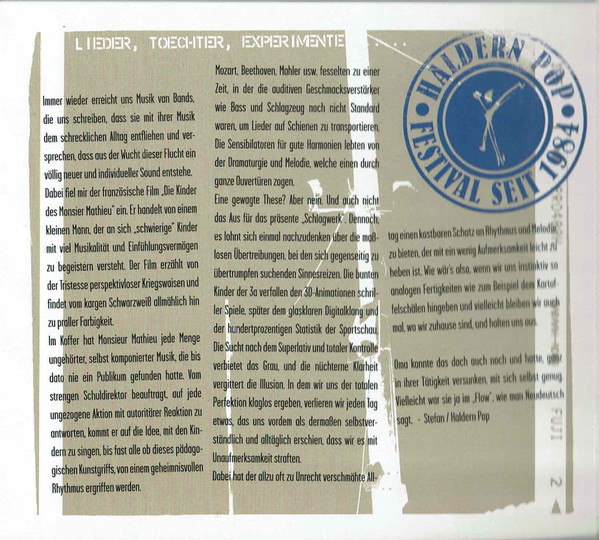 LIEDER, TOECHTER, EXPERIMENTE
Immer wieder erreicht uns Musik von Bands,
die uns schreiben, dass sie mit ihrer Musik
dem schrecklichen Alltag entfliehen und ver-
sprechen, dass aus der Wucht dieser Flucht ein
völlig neuer und individueller Sound entstehe.
Dabei fiel mir der französische Film „Die Kinder
des Monsier Mathieu" ein. Er handelt von einem
kleinen Mann, der an sich „schwierige" Kinder
mit viel Musikalität und Einfühlungsvermögen
zu begeistern versteht. Der Film erzählt von
der Tristesse perspektivloser Kriegswaisen und
findet vom kargen Schwarzweiß allmählich hin
zu praller Farbigkeit.
Im Koffer hat Monsieur Mathieu jede Menge
ungehörter, selbst komponierter Musik, die bis
dato nie ein Publikum gefunden hatte. Vom
strengen Schuldirektor beauftragt, auf jede
ungezogene Aktion mit autoritärer Reaktion zu
antworten, kommt er auf die Idee, mit den Kin-
dern zu singen, bis fast alle ob dieses pädago-
gischen Kunstgriffs, von einem geheimnisvollen
Rhythmus ergriffen werden.
Mozart, Beethoven, Mahler usw. fesselten zu einer
Zeit, in der die auditiven Geschmacksverstärker
wie Bass und Schlagzeug noch nicht Standard
waren, um Lieder auf Schienen zu transportieren.
Die Sensibilatoren für gute Harmonien lebten von
der Dramaturgie und Melodie, welche einen durch
ganze Ouvertüren zogen.
Eine gewagte These? Aber nein. Und auch nicht
das Aus für das präsente „Schlagwerk". Dennoch,
es lohnt sich einmal nachzudenken über die maß-
losen Übertreibungen, bei den sich gegenseitig zu
übertrumpfen suchenden Sinnesreizen. Die bunten
Kinder der 3a verfallen den 3D-Animationen schril-
ler Spiele, später dem glasklaren Digitalklang und
der hundertprozentigen Statistik der Sportschau.
Die Sucht nach dem Superlativ und totaler Kontrolle
verbietet das Grau, und die nüchterne Klarheit
vergittert die Illusion. In dem wir uns der totalen
Perfektion klaglos ergeben, verlieren wir jeden Tag
etwas, das uns vordem als dermaßen selbstver-
ständlich und alltäglich erschien, dass wir es mit
Unaufmerksamkeit straften.
Dabei hat der allzu oft zu Unrecht verschmähte All-
tag einen kostbaren Schatz an Rhythmus und Melodie
zu bieten, der mit ein wenig Aufmerksamkeit leicht zu
heben ist. Wie wär's also, wenn wir uns instinktiv so
analogen Fertigkeiten wie zum Beispiel dem Kartof-
felschälen hingeben und vielleicht bleiben wir auch
mal, wo wir zuhause sind, und halten uns aus.
Oma konnte das doch auch noch und hatte, ganz
in ihrer Tätigkeit versunken, mit sich selbst genug.
Vielleicht war sie ja im „Flow", wie man Neudeutsch
sagt. - Stefan / Haldern Pop
HALDERN POP
FESTIVAL SEIT 1984
FUJI
2